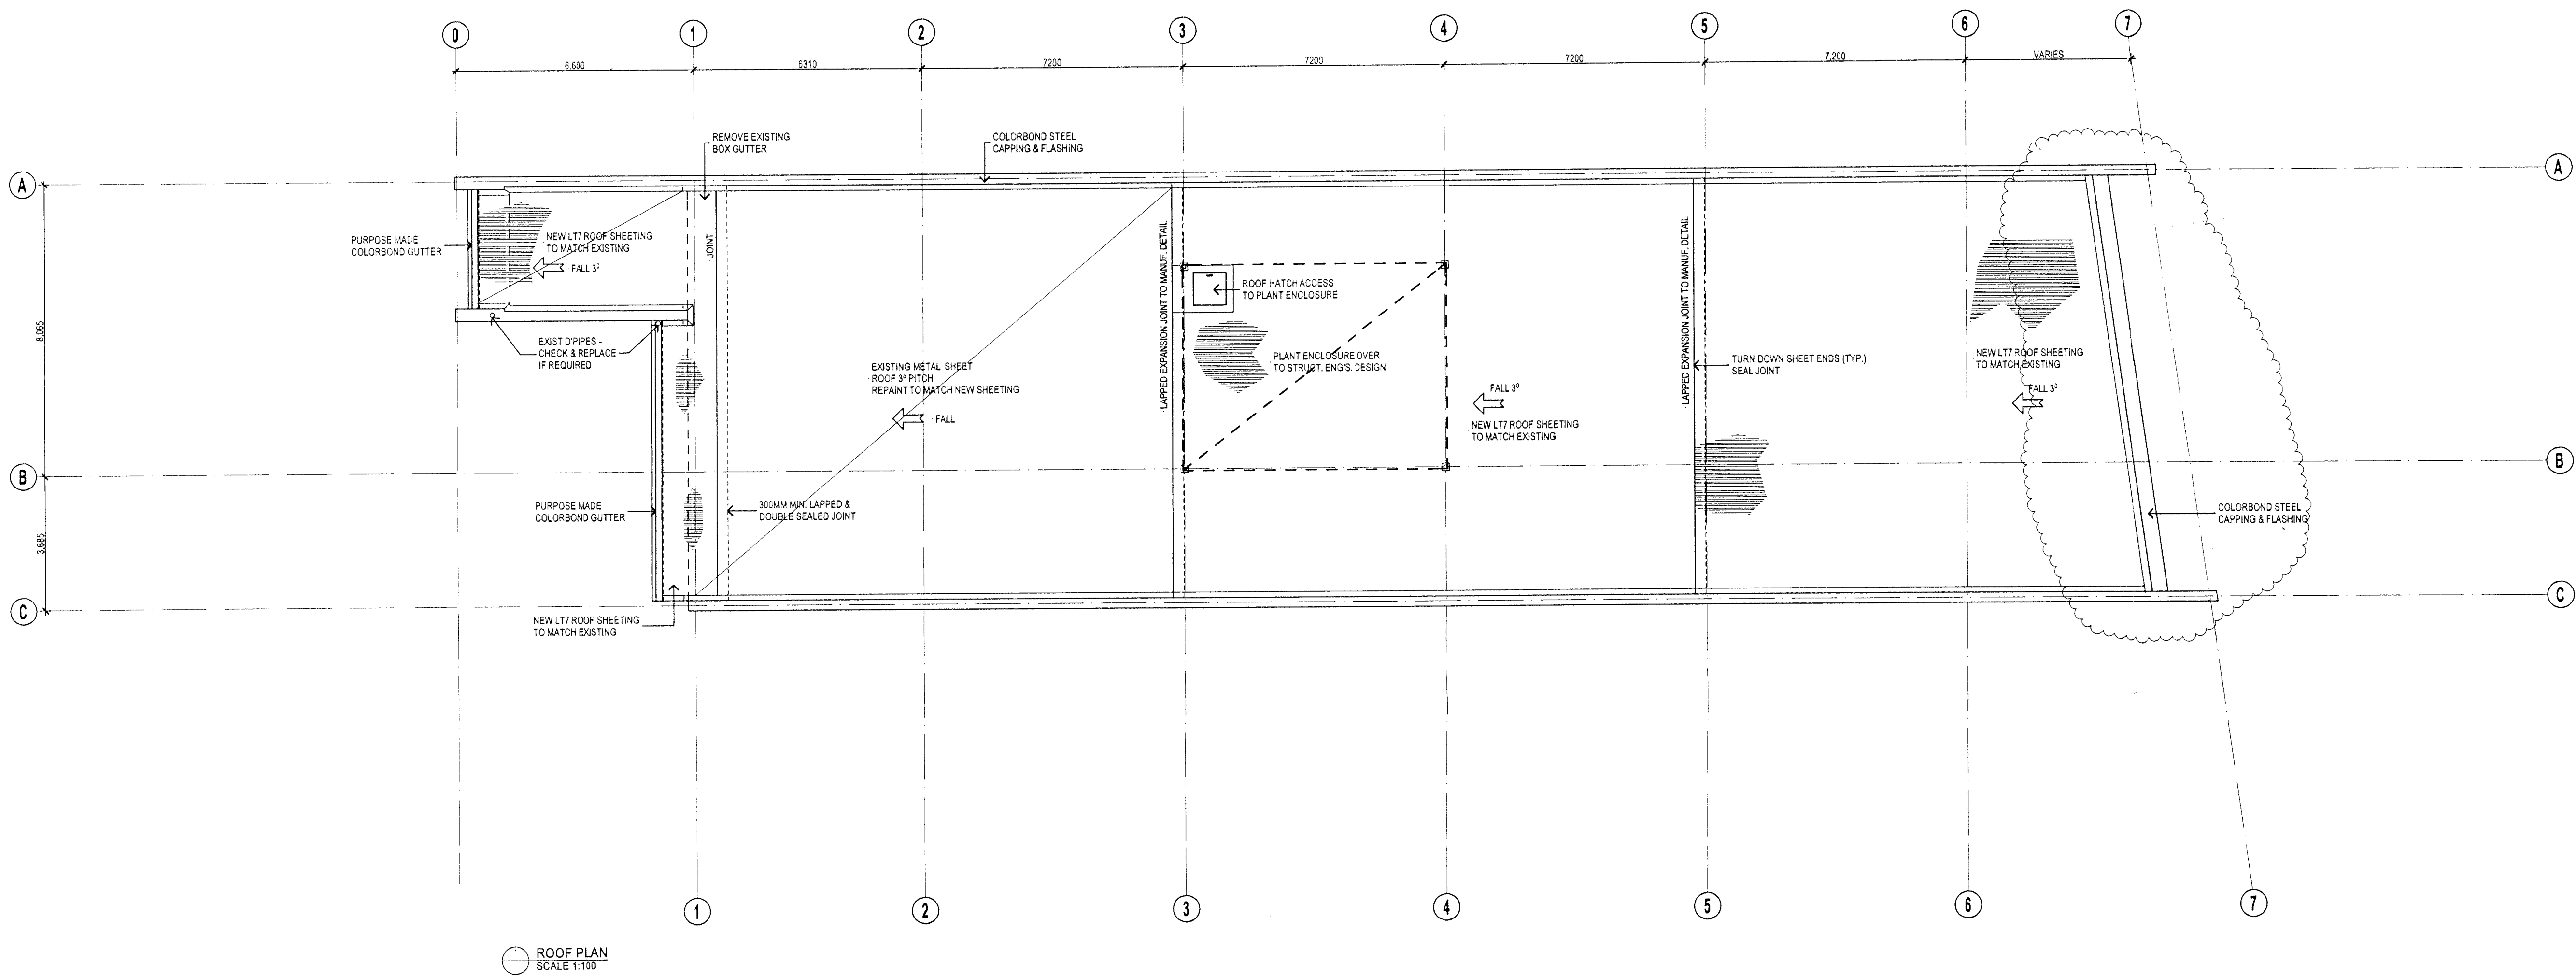 0
1
2
3
4
5
6
7
6,600
6310
7200
7200
7200
7,200
VARIES
A
A
REMOVE EXISTING
BOX GUTTER
COLORBOND STEEL
CAPPING & FLASHING
PURPOSE MADE
COLORBOND GUTTER
NEW LT7 ROOF SHEETING
TO MATCH EXISTING
FALL 3⁰
JOINT
LAPPED EXPANSION JOINT TO MANUF. DETAIL
ROOF HATCH ACCESS
TO PLANT ENCLOSURE
LAPPED EXPANSION JOINT TO MANUF. DETAIL
8,065
EXIST D'PIPES -
CHECK & REPLACE
IF REQUIRED
EXISTING METAL SHEET
ROOF 3º PITCH
REPAINT TO MATCH NEW SHEETING
FALL
PLANT ENCLOSURE OVER
TO STRUCT. ENG'S. DESIGN
FALL 3⁰
NEW LT7 ROOF SHEETING
TO MATCH EXISTING
TURN DOWN SHEET ENDS (TYP.)
SEAL JOINT
NEW LT7 ROOF SHEETING
TO MATCH EXISTING
FALL 3⁰
B
B
PURPOSE MADE
COLORBOND GUTTER
300MM MIN. LAPPED &
DOUBLE SEALED JOINT
COLORBOND STEEL
CAPPING & FLASHING
3,685
C
C
NEW LT7 ROOF SHEETING
TO MATCH EXISTING
1
2
3
4
5
6
7
ROOF PLAN
SCALE 1:100